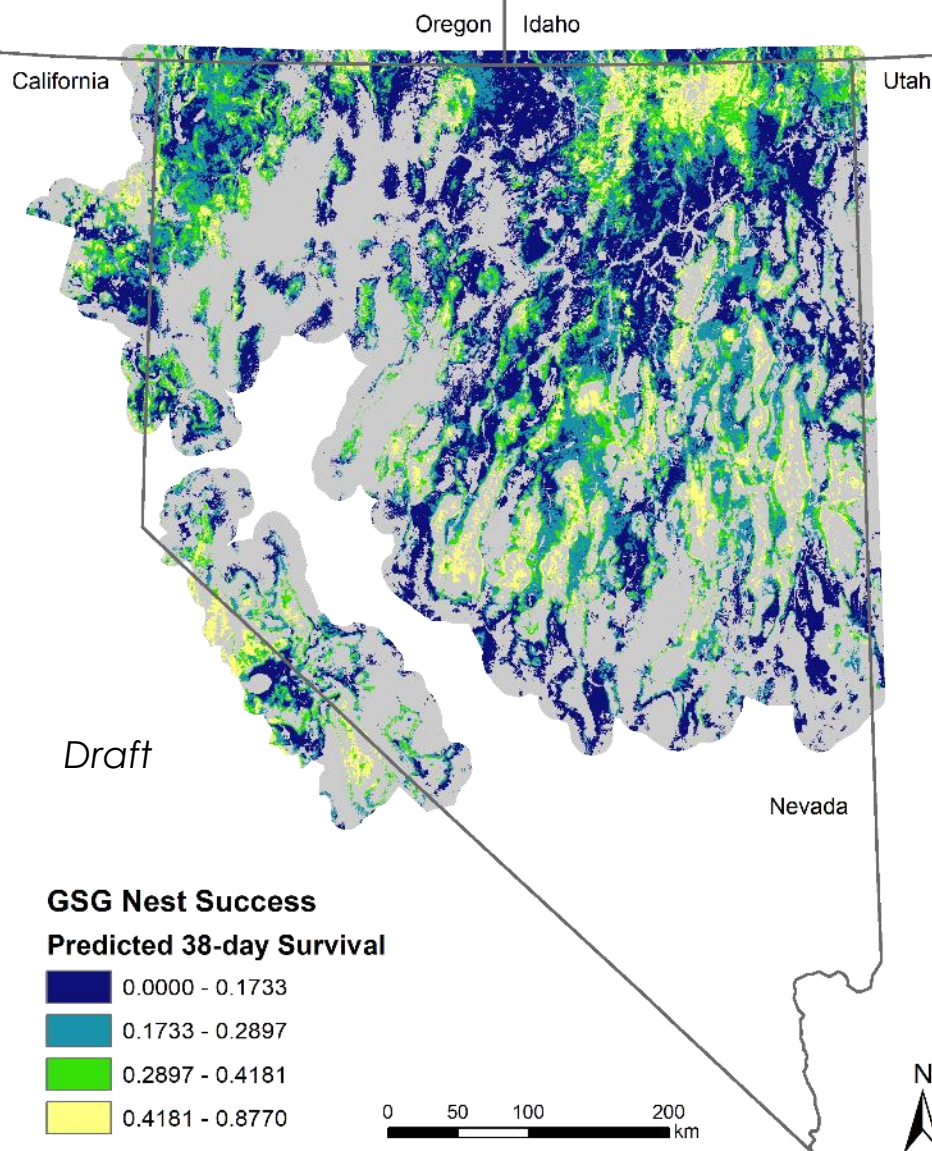 Oregon
Idaho
California
Utah
Draft
Nevada
GSG Nest Success
Predicted 38-day Survival
0.0000 - 0.1733
0.1733 - 0.2897
0.2897 - 0.4181
0.4181 - 0.8770
0 50 100 200
km
N